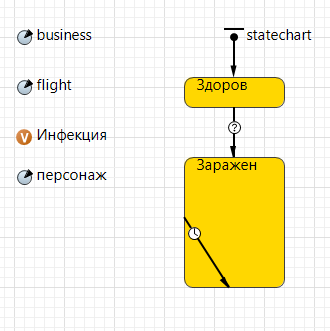 business
statechart
flight
Здоров
?
V
Инфекция
Заражен
персонаж